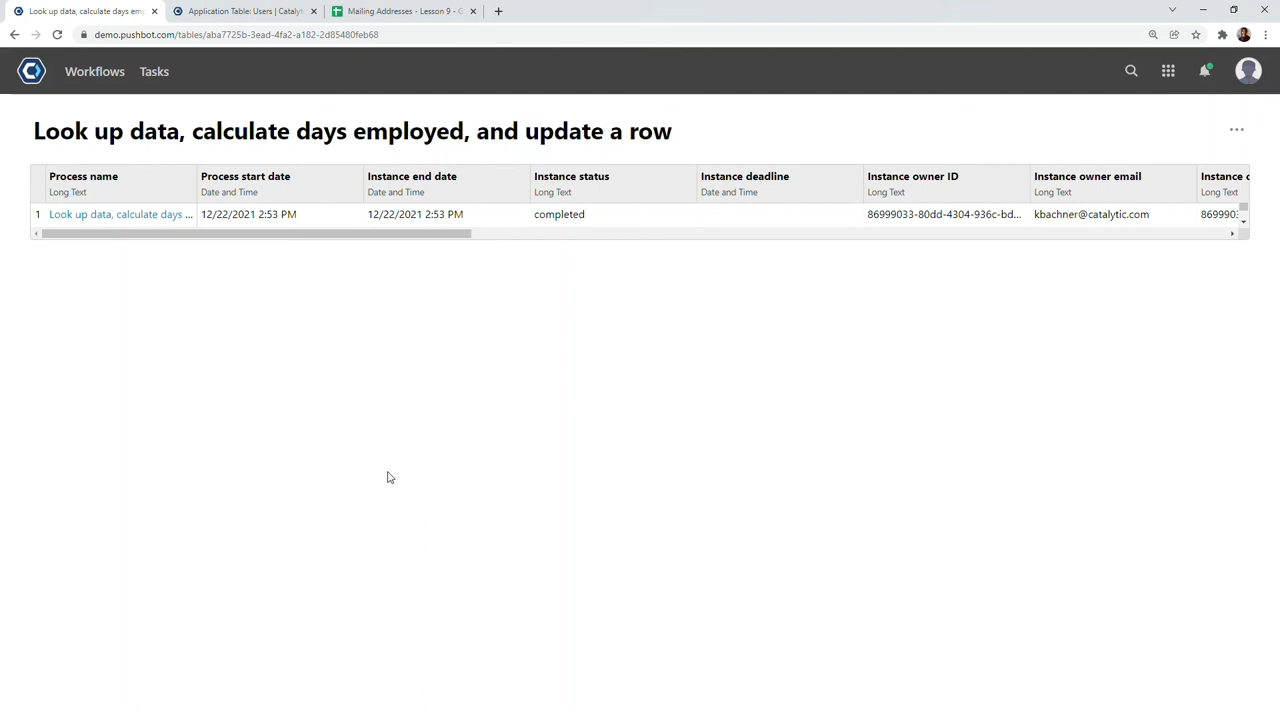 Look up data, calculate days em
Application Table: Users | Cataly
Mailing Addresses - Lesson 9 - G
demo.pushbot.com/tables/aba7725b-3ead-4fa2-a182-2d85480feb68
Workflows Tasks
Look up data, calculate days employed, and update a row
Process name Process start date Instance end date Instance status Instance deadline Instance owner ID Instance owner email Instance
Long Text Date and Time Date and Time Long Text Date and Time Long Text Long Text Long Text
1 Look up data, calculate days ... 12/22/2021 2:53 PM 12/22/2021 2:53 PM completed 86999033-80dd-4304-936c-bd... kbachner@catalytic.com 869990